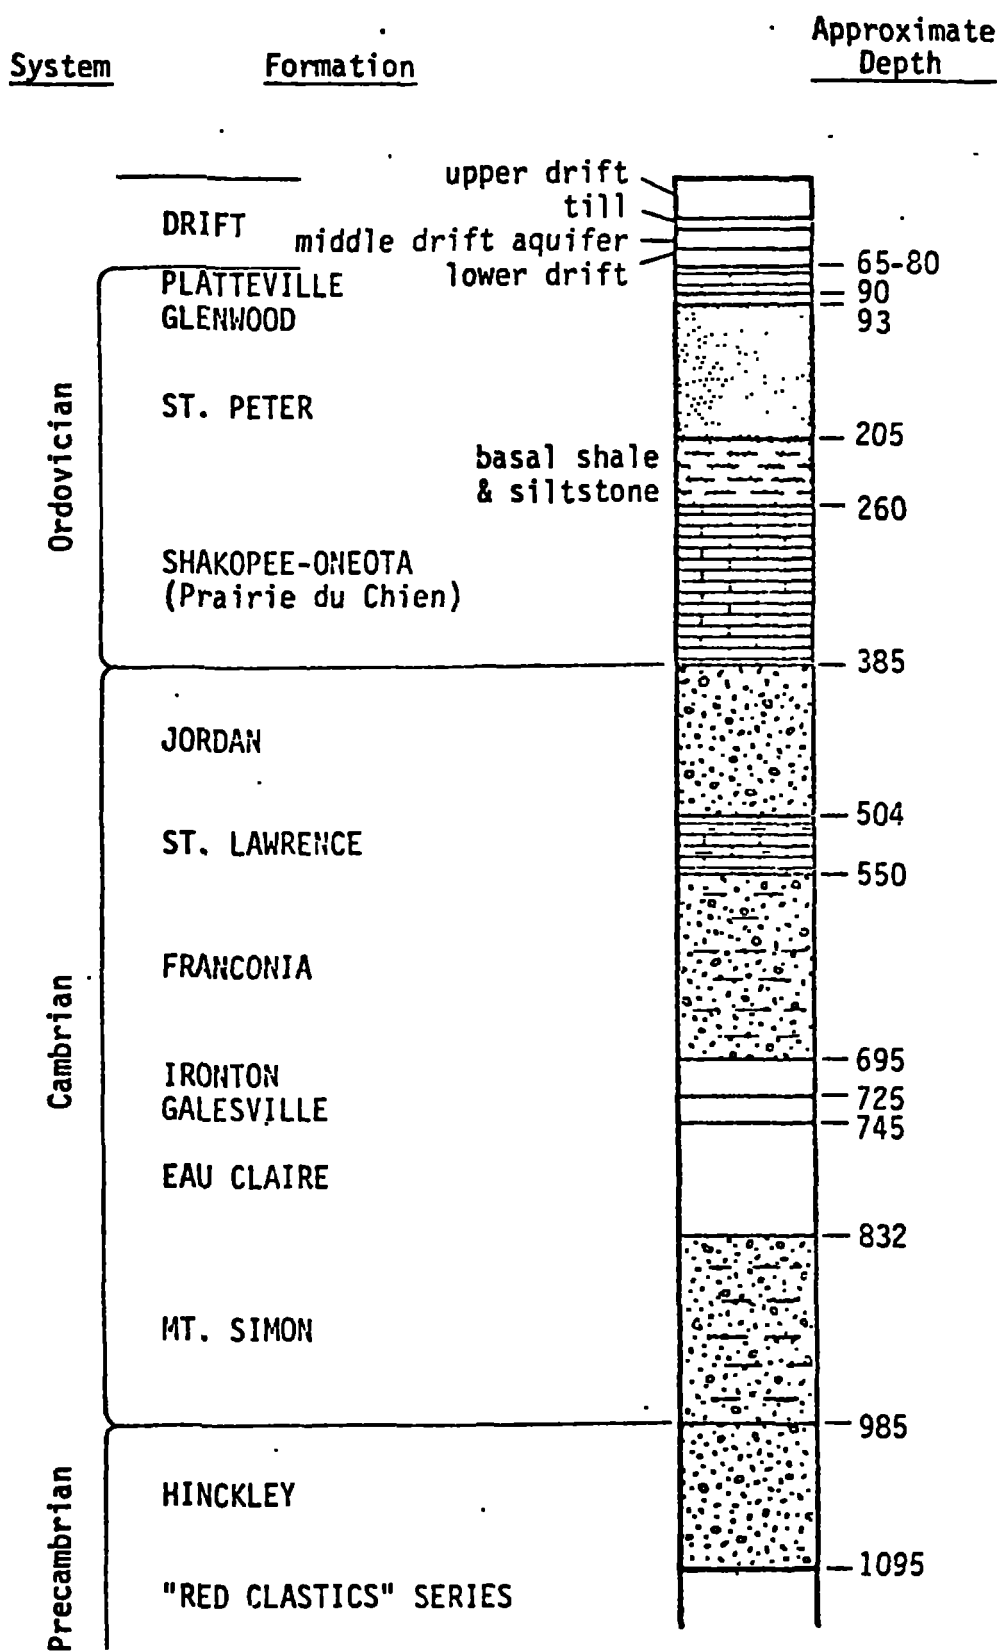 Approximate
System Formation Depth
upper drift
till
DRIFT
middle drift aquifer
65-80
lower drift
PLATTEVILLE
90
GLENWOOD
93
ST. PETER
205
basal shale
& siltstone
260
Ordovician
SHAKOPEE-ONEOTA
(Prairie du Chien)
385
JORDAN
504
ST. LAWRENCE
550
FRANCONIA
Cambrian
695
IRONTON
725
GALESVILLE
745
EAU CLAIRE
832
MT. SIMON
985
HINCKLEY
Precambrian
1095
"RED CLASTICS" SERIES